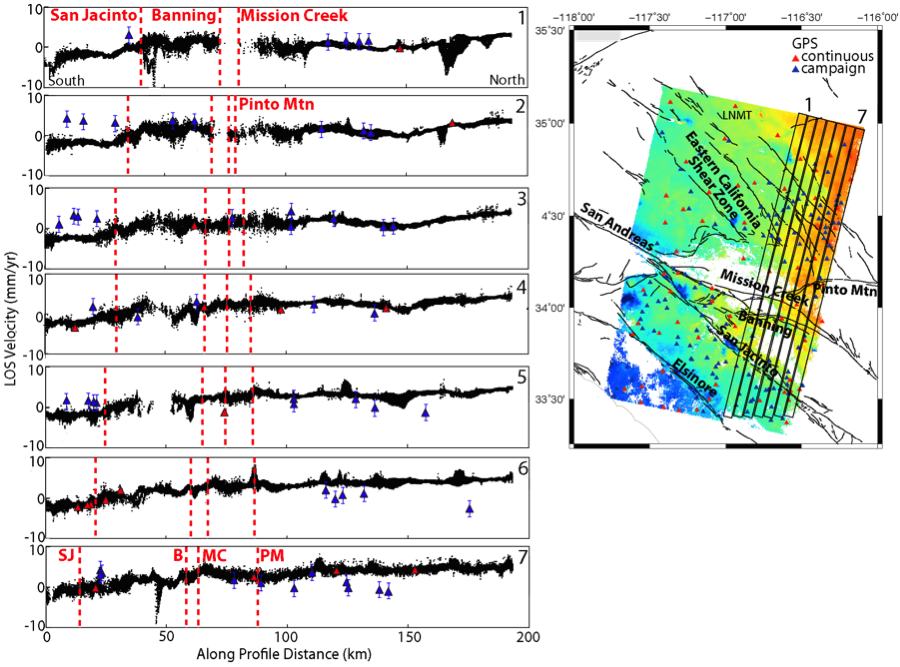 San Jacinto Banning Mission Creek 1
10
0
-10
South North
Pinto Mtn 2
10
0
-10
3
10
0
-10
4
10
0
-10
5
10
0
-10
6
10
0
-10
SJ B MC PM 7
10
0
-10
0 50 100 150 200
Along Profile Distance (km)
LOS Velocity (mm/yr)
−118°00' −117°30' −117°00' −116°30' −116°00'
35°30'
35°00'
34°30'
34°00'
33°30'
GPS
continuous
campaign
1 7
LNMT
Eastern California
Shear Zone
San Andreas
Mission Creek
Pinto Mtn
Banning
San Jacinto
Elsinore